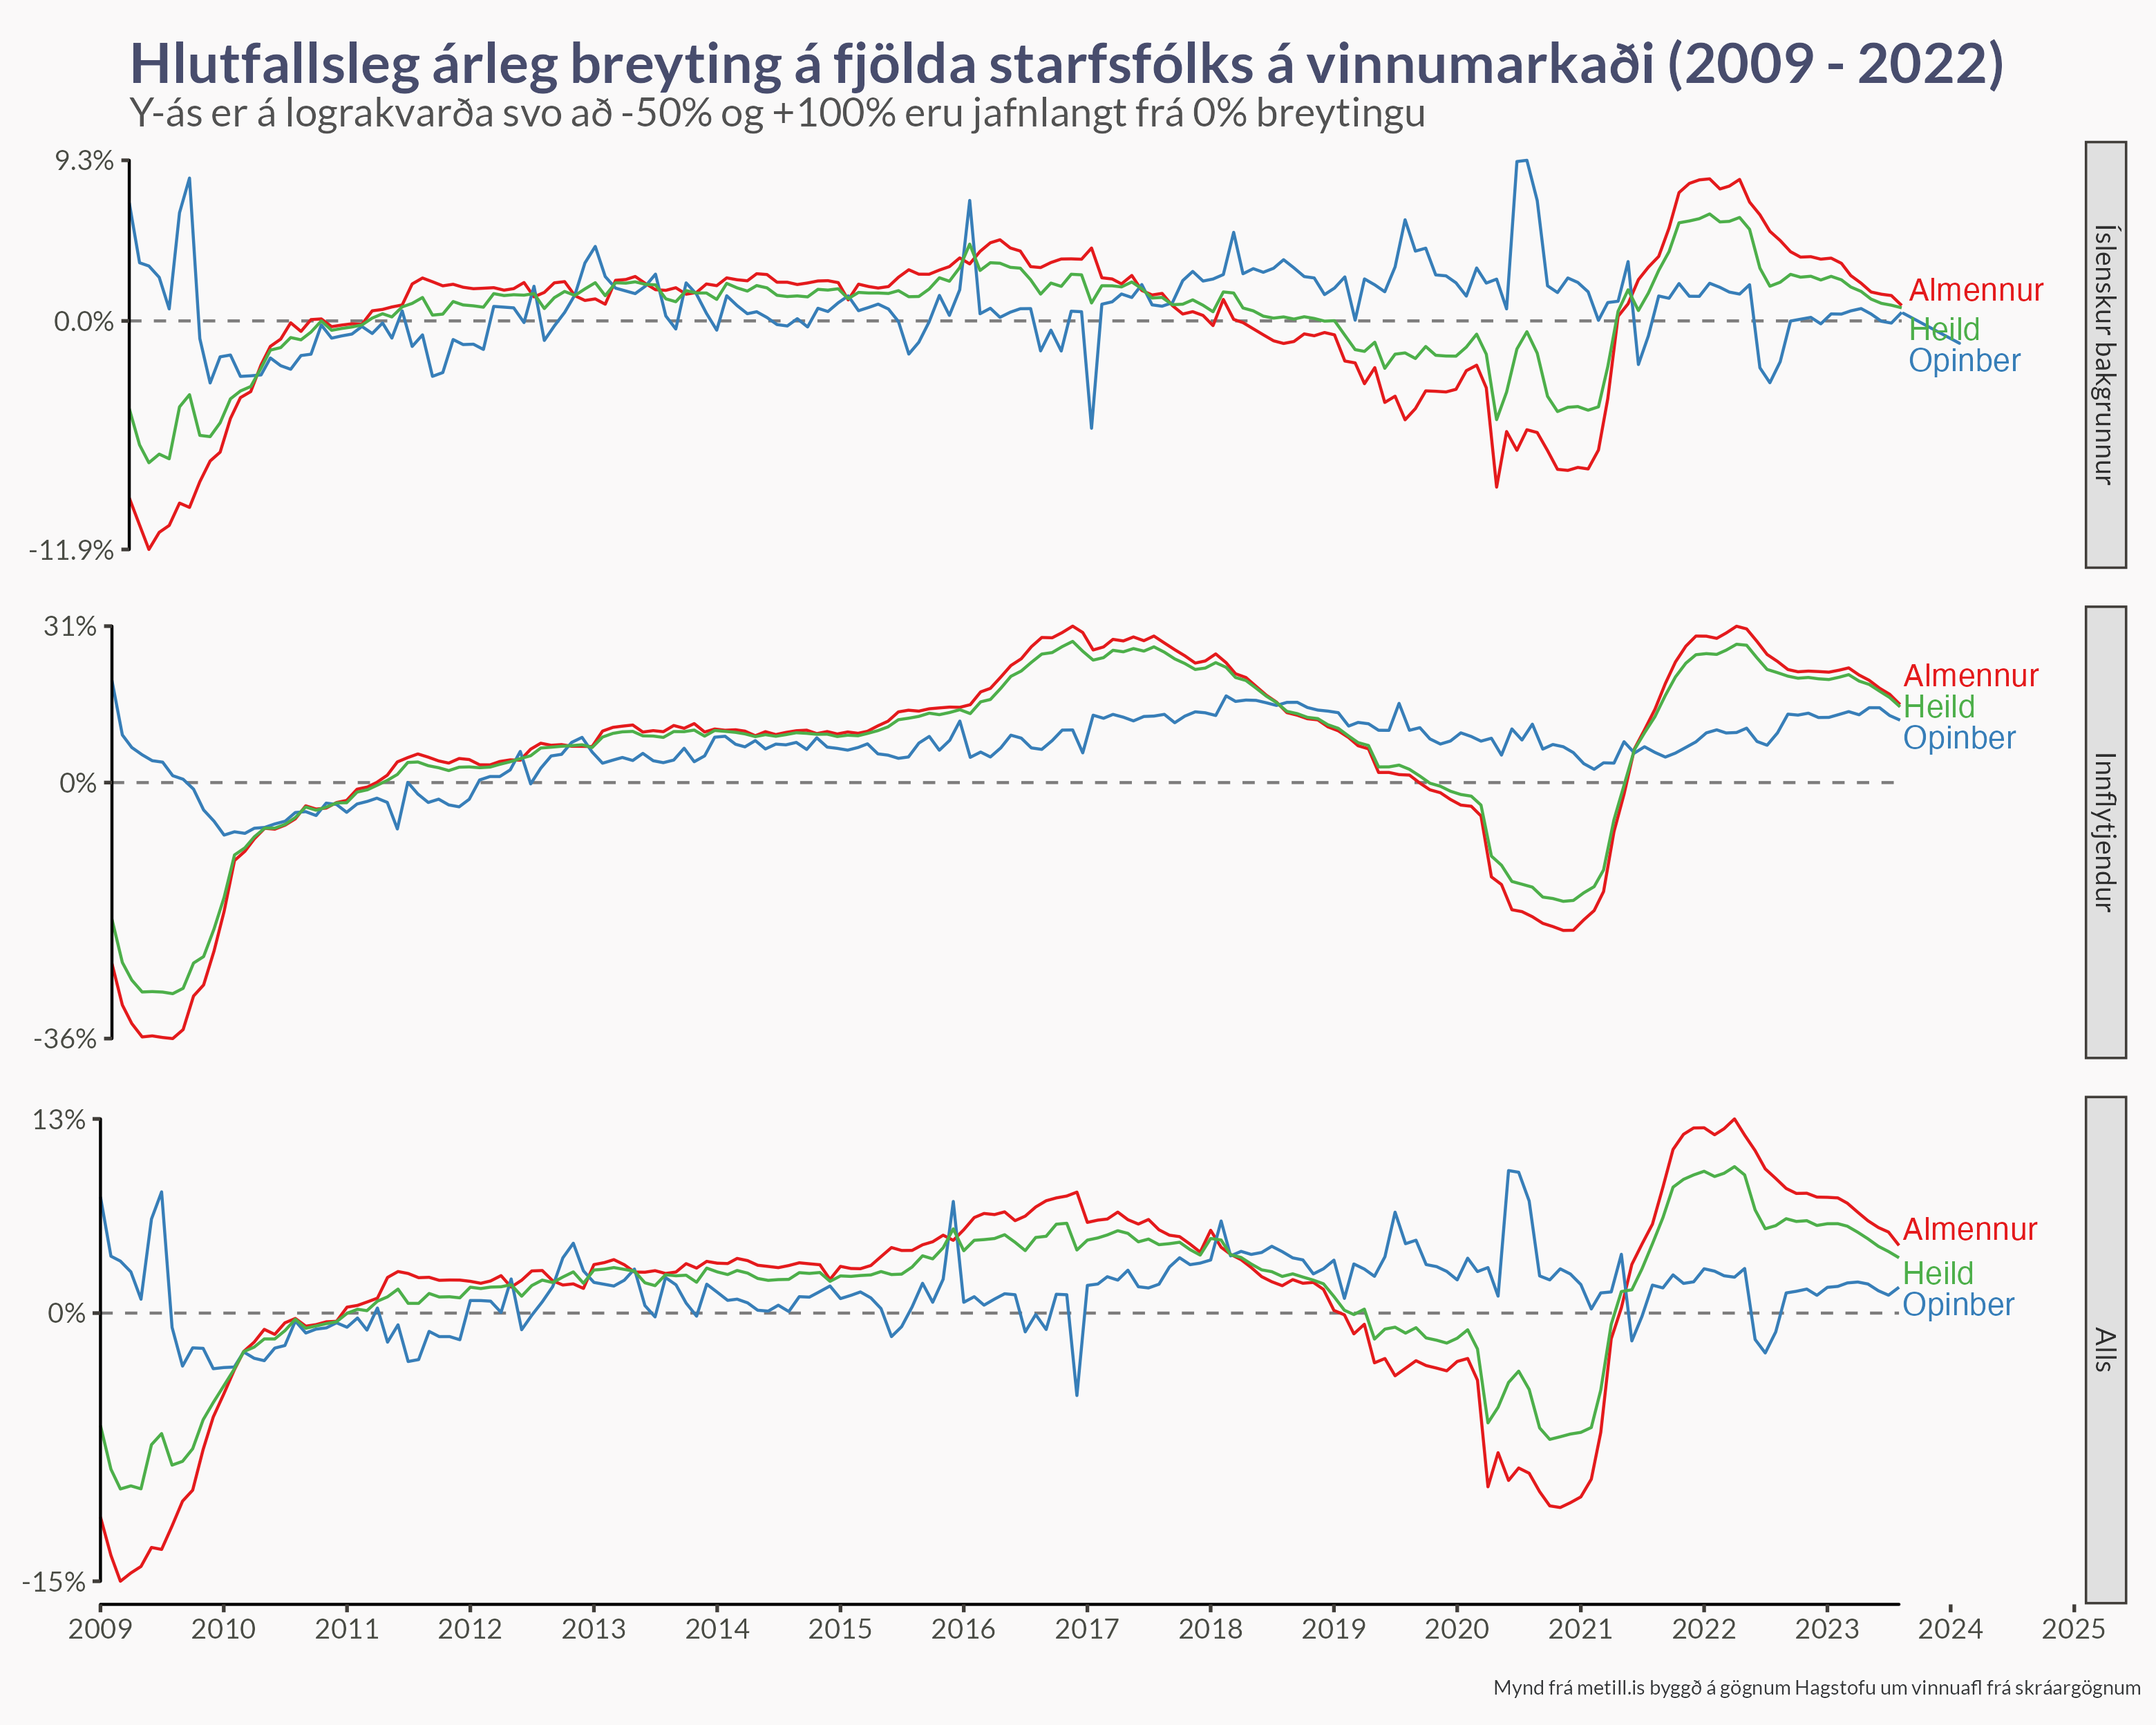 Hlutfallsleg árleg breyting á fjölda starfsfólks á vinnumarkaði (2009 - 2022)
Y-ás er á lograkvarða svo að -50% og +100% eru jafnlangt frá 0% breytingu
9.3%
0.0%
-11.9%
Almennur
Heild
Opinber
Íslenskur bakgrunnur
31%
0%
-36%
Almennur
Heild
Opinber
Innflytjendur
13%
0%
-15%
Almennur
Heild
Opinber
Alls
2009 2010 2011 2012 2013 2014 2015 2016 2017 2018 2019 2020 2021 2022 2023 2024 2025
Mynd frá metill.is byggð á gögnum Hagstofu um vinnuafl frá skráargögnum